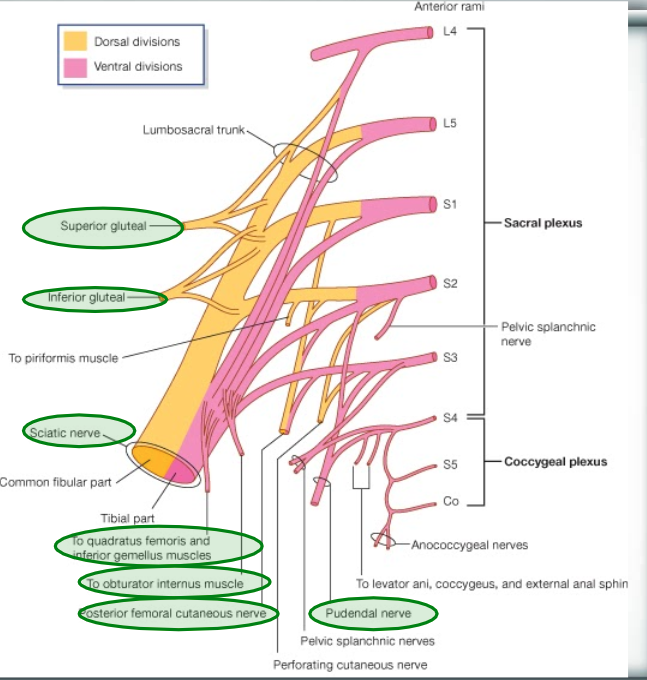 Anterior rami
L4
Dorsal divisions
Ventral divisions
L5
Lumbosacral trunk
S1
Superior gluteal
Sacral plexus
S2
Inferior gluteal
Pelvic splanchnic
nerve
To piriformis muscle
S3
S4
Sciatic nerve
S5
Coccygeal plexus
Common fibular part
Co
Tibial part
To quadratus femoris and
inferior gemellus muscles
Anococcygeal nerves
To obturator internus muscle
To levator ani, coccygeus, and external anal sphin
Posterior femoral cutaneous nerve
Pudendal nerve
Pelvic splanchnic nerves
Perforating cutaneous nerve